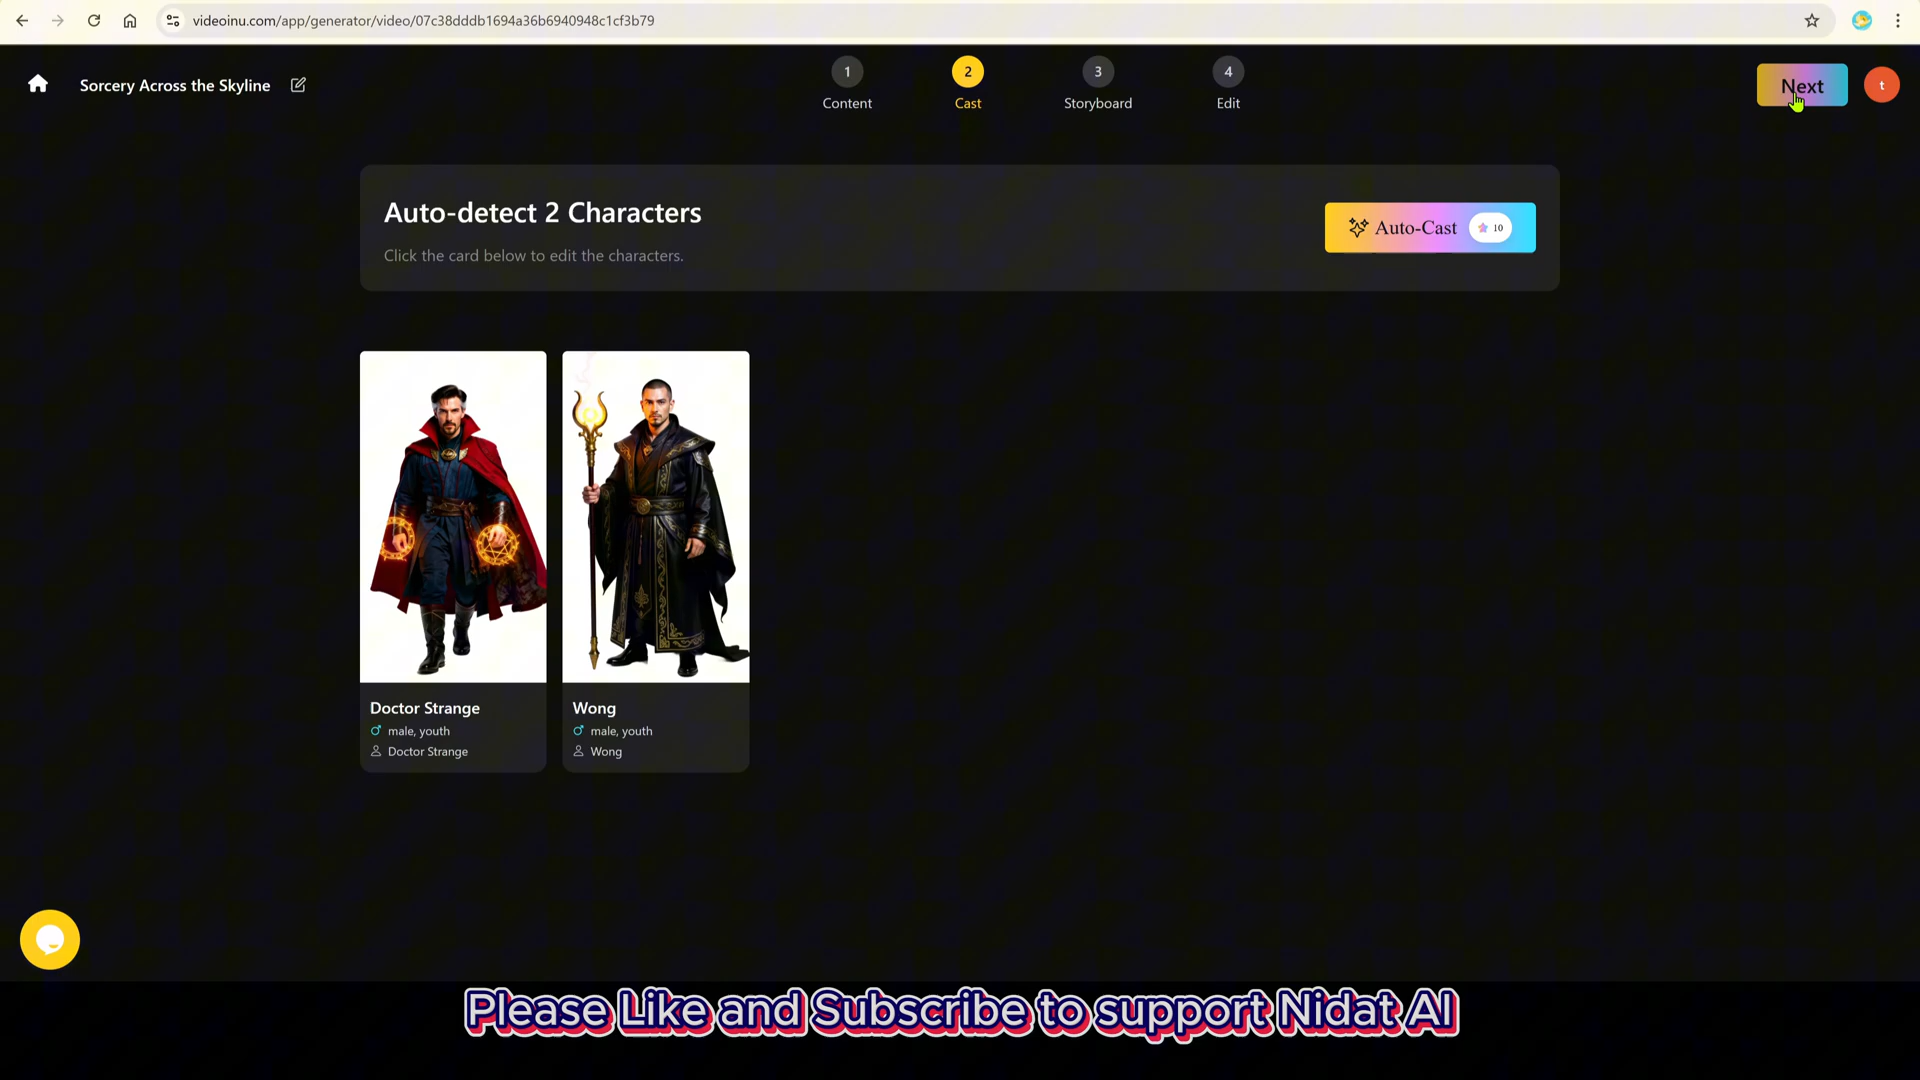 videoinu.com/app/generator/video/07c38dddb1694a36b6940948c1cf3b79
Sorcery Across the Skyline
1
2
3
4
Content
Cast
Storyboard
Edit
Next
t
Auto-detect 2 Characters
Click the card below to edit the characters.
Auto-Cast
10
Doctor Strange
male, youth
Doctor Strange
Wong
male, youth
Wong
Please Like and Subscribe to support Nidat AI